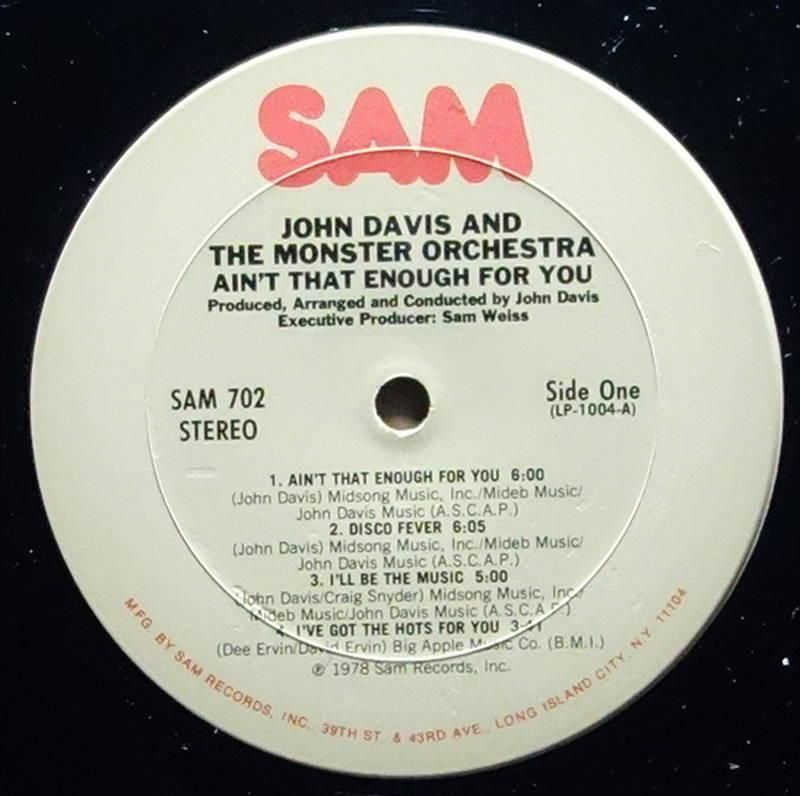 SAM
JOHN DAVIS AND
THE MONSTER ORCHESTRA
AIN'T THAT ENOUGH FOR YOU
Produced, Arranged and Conducted by John Davis
Executive Producer: Sam Weiss
SAM 702
STEREO
Side One
(LP-1004-A)
1. AIN'T THAT ENOUGH FOR YOU 6:00
(John Davis) Midsong Music, Inc./Mideb Music/
John Davis Music (A.S.C.A.P.)
2. DISCO FEVER 6:05
(John Davis) Midsong Music, Inc./Mideb Music/
John Davis Music (A.S.C.A.P.)
3. I'LL BE THE MUSIC 5:00
(John Davis/Craig Snyder) Midsong Music, Inc./
Mideb Music/John Davis Music (A.S.C.A.P.)
4. I'VE GOT THE HOTS FOR YOU
(Dee Ervin/David Ervin) Big Apple Music Co. (B.M.I.)
℗ 1978 Sam Records, Inc.
MFG. BY SAM RECORDS, INC., 39TH ST. & 43RD AVE., LONG ISLAND CITY, N.Y. 11104